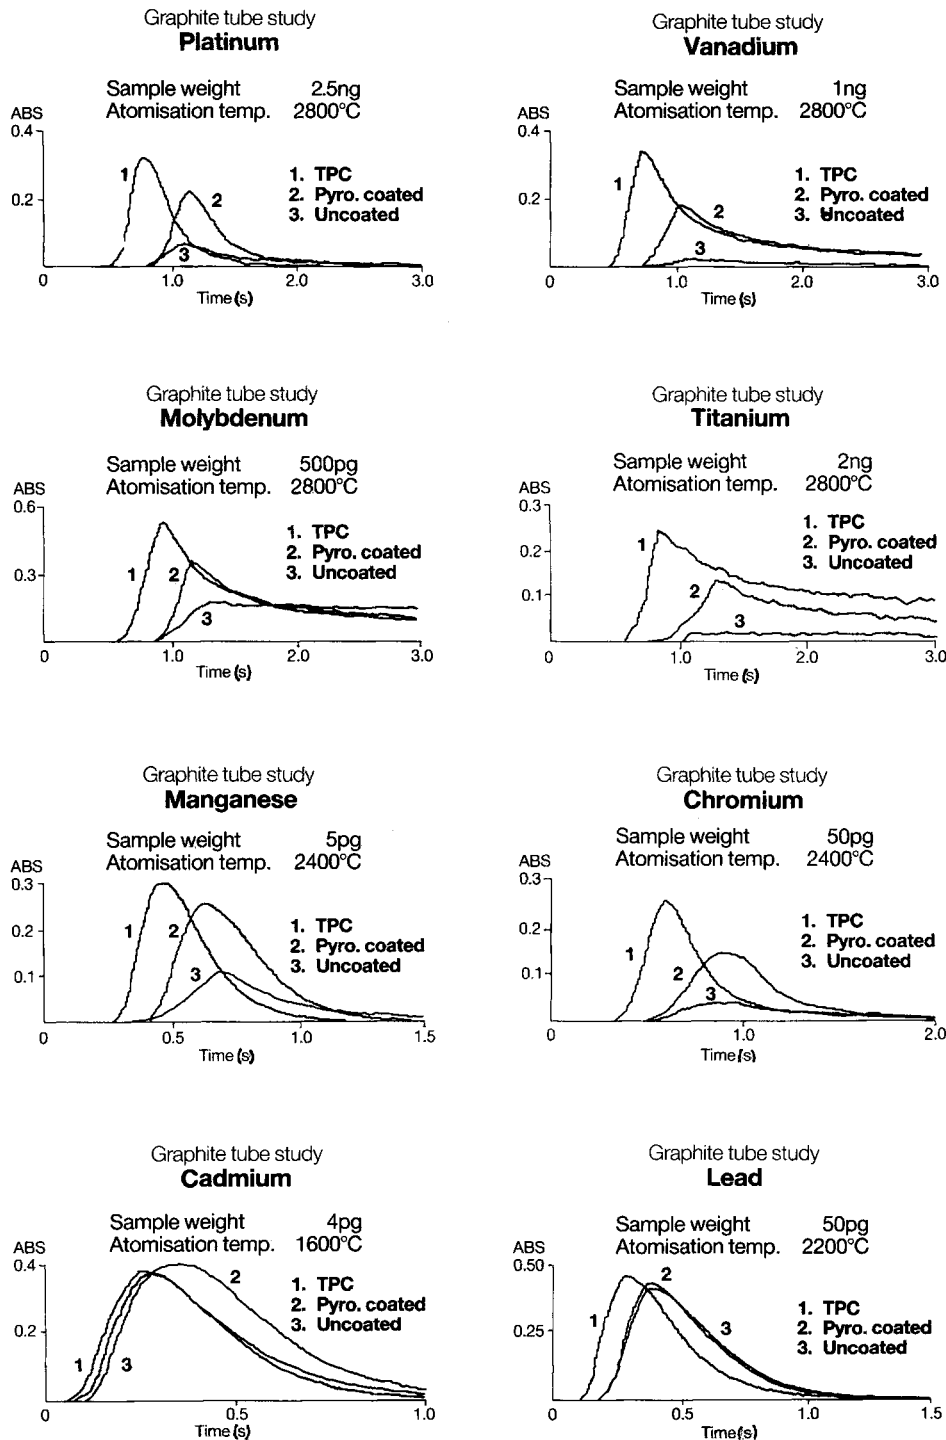 Graphite tube study
Platinum
Sample weight 2.5ng
Atomisation temp. 2800°C
ABS
0.4
0.2
1
2
3
1. TPC
2. Pyro. coated
3. Uncoated
0 1.0 2.0 3.0
Time (s)
Graphite tube study
Vanadium
Sample weight 1ng
Atomisation temp. 2800°C
ABS
0.4
0.2
1
2
3
1. TPC
2. Pyro. coated
3. Uncoated
0 1.0 2.0 3.0
Time (s)
Graphite tube study
Molybdenum
Sample weight 500pg
Atomisation temp. 2800°C
ABS
0.6
0.3
1
2
3
1. TPC
2. Pyro. coated
3. Uncoated
0 1.0 2.0 3.0
Time (s)
Graphite tube study
Titanium
Sample weight 2ng
Atomisation temp. 2800°C
ABS
0.3
0.2
0.1
1
2
3
1. TPC
2. Pyro. coated
3. Uncoated
0 1.0 2.0 3.0
Time (s)
Graphite tube study
Manganese
Sample weight 5pg
Atomisation temp. 2400°C
ABS
0.3
0.2
0.1
1
2
3
1. TPC
2. Pyro. coated
3. Uncoated
0 0.5 1.0 1.5
Time (s)
Graphite tube study
Chromium
Sample weight 50pg
Atomisation temp. 2400°C
ABS
0.3
0.2
0.1
1
2
3
1. TPC
2. Pyro. coated
3. Uncoated
0 1.0 2.0
Time (s)
Graphite tube study
Cadmium
Sample weight 4pg
Atomisation temp. 1600°C
ABS
0.4
0.2
1
2
3
1. TPC
2. Pyro. coated
3. Uncoated
0 0.5 1.0
Time (s)
Graphite tube study
Lead
Sample weight 50pg
Atomisation temp. 2200°C
ABS
0.50
0.25
1
2
3
1. TPC
2. Pyro. coated
3. Uncoated
0 0.5 1.0 1.5
Time (s)